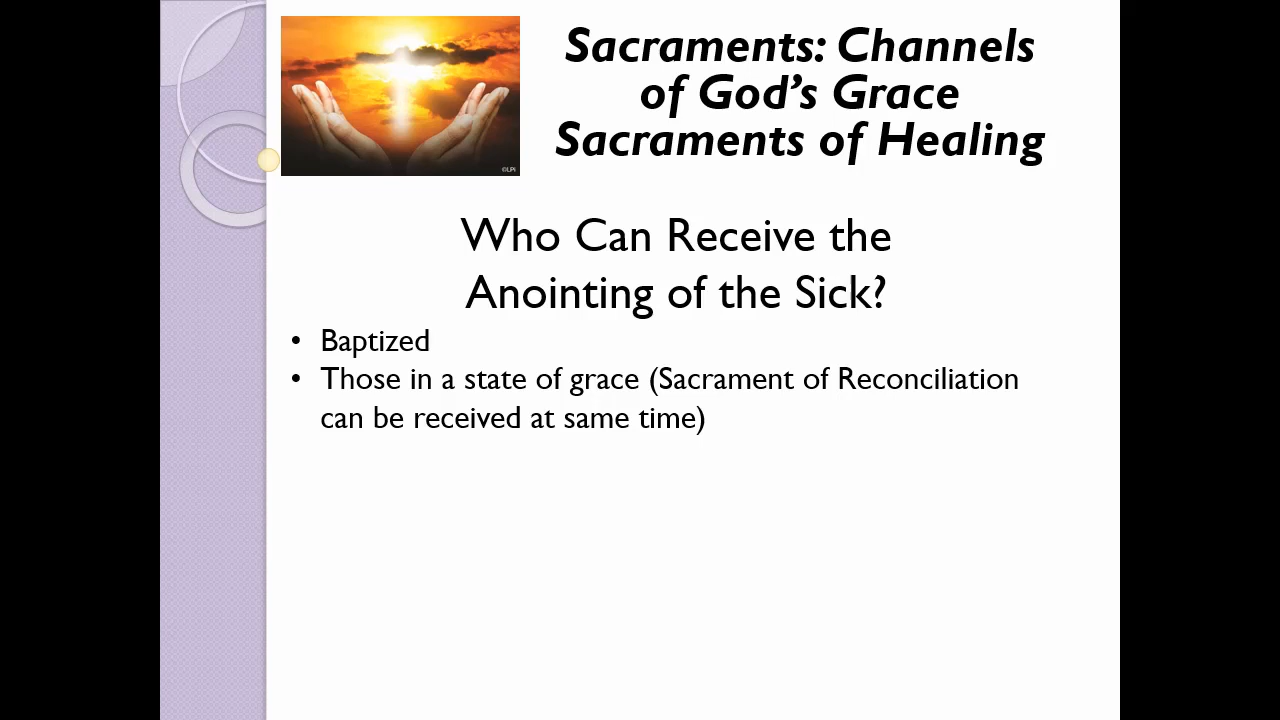 Sacraments: Channels
of God’s Grace
Sacraments of Healing
©LPi
Who Can Receive the
Anointing of the Sick?
• Baptized
• Those in a state of grace (Sacrament of Reconciliation
can be received at same time)